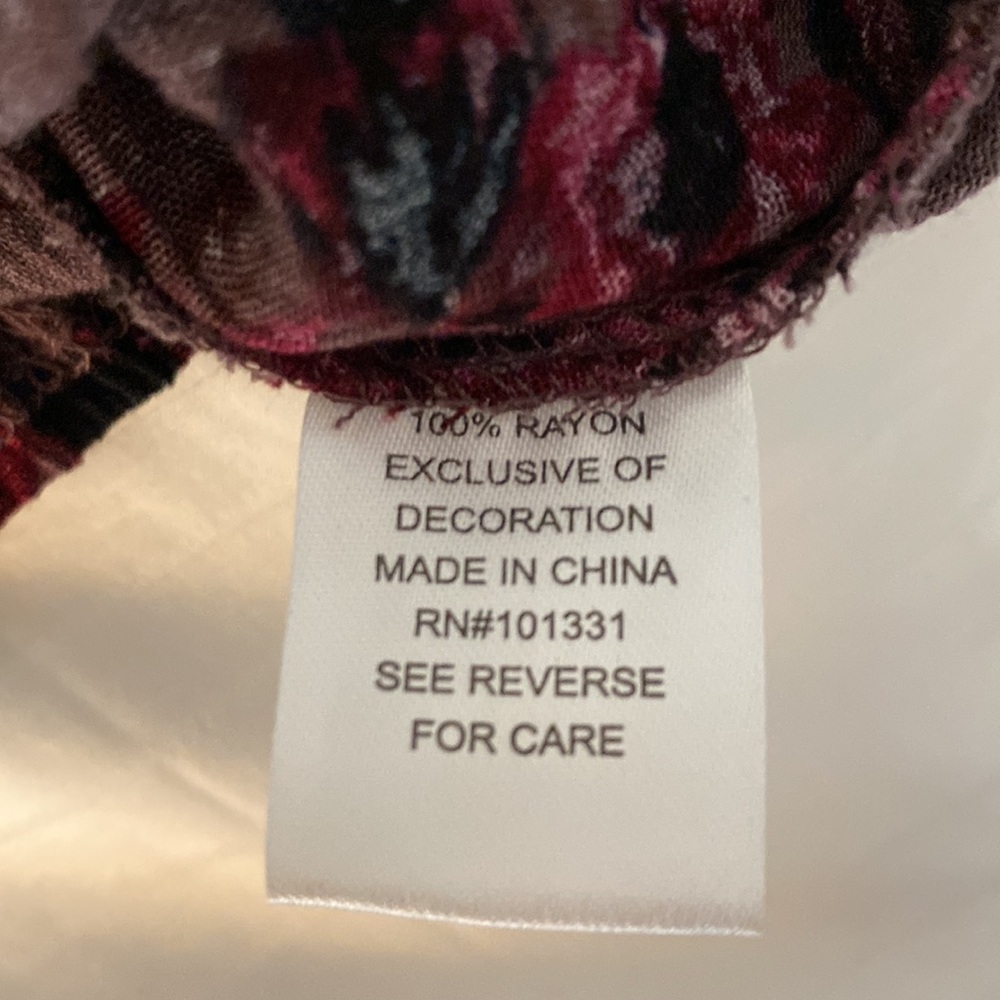 100% RAYON
EXCLUSIVE OF
DECORATION
MADE IN CHINA
RN#101331
SEE REVERSE
FOR CARE